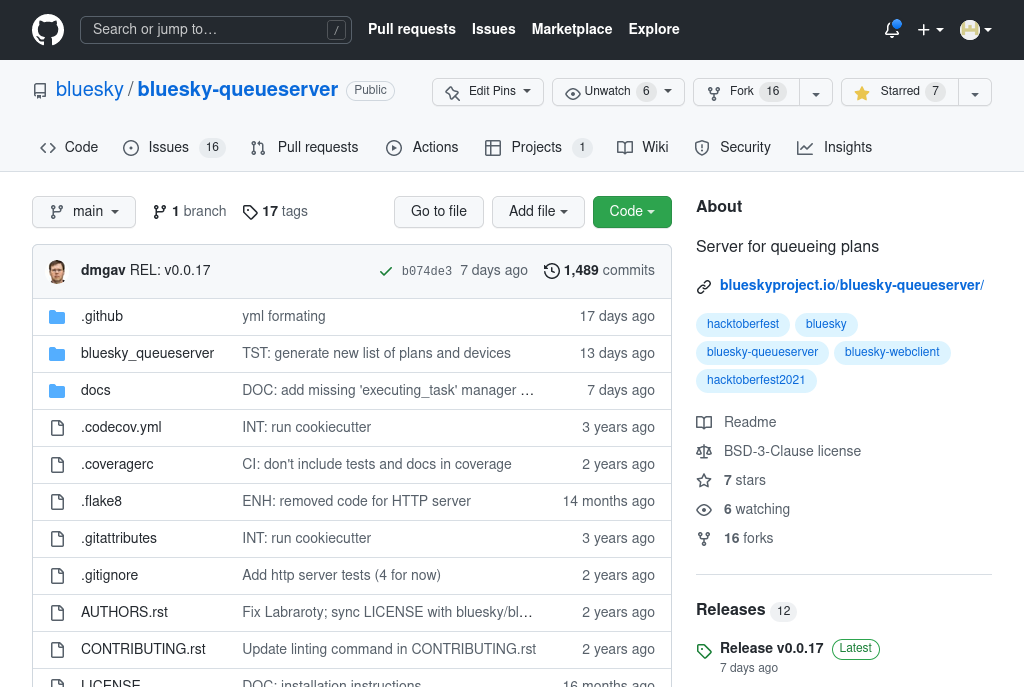 Search or jump to... /
Pull requests Issues Marketplace Explore
bluesky / bluesky-queueserver Public
Edit Pins Unwatch 6 Fork 16 Starred 7
Code Issues 16 Pull requests Actions Projects 1 Wiki Security Insights
main 1 branch 17 tags Go to file Add file Code
dmgav REL: v0.0.17 b074de3 7 days ago 1,489 commits
.github yml formating 17 days ago
bluesky_queueserver TST: generate new list of plans and devices 13 days ago
docs DOC: add missing 'executing_task' manager … 7 days ago
.codecov.yml INT: run cookiecutter 3 years ago
.coveragerc CI: don't include tests and docs in coverage 2 years ago
.flake8 ENH: removed code for HTTP server 14 months ago
.gitattributes INT: run cookiecutter 3 years ago
.gitignore Add http server tests (4 for now) 2 years ago
AUTHORS.rst Fix Labraroty; sync LICENSE with bluesky/bl… 2 years ago
CONTRIBUTING.rst Update linting command in CONTRIBUTING.rst 2 years ago
LICENSE DOC: installation instructions 16 months ago
About
Server for queueing plans
blueskyproject.io/bluesky-queueserver/
hacktoberfest bluesky
bluesky-queueserver bluesky-webclient
hacktoberfest2021
Readme
BSD-3-Clause license
7 stars
6 watching
16 forks
Releases 12
Release v0.0.17 Latest
7 days ago